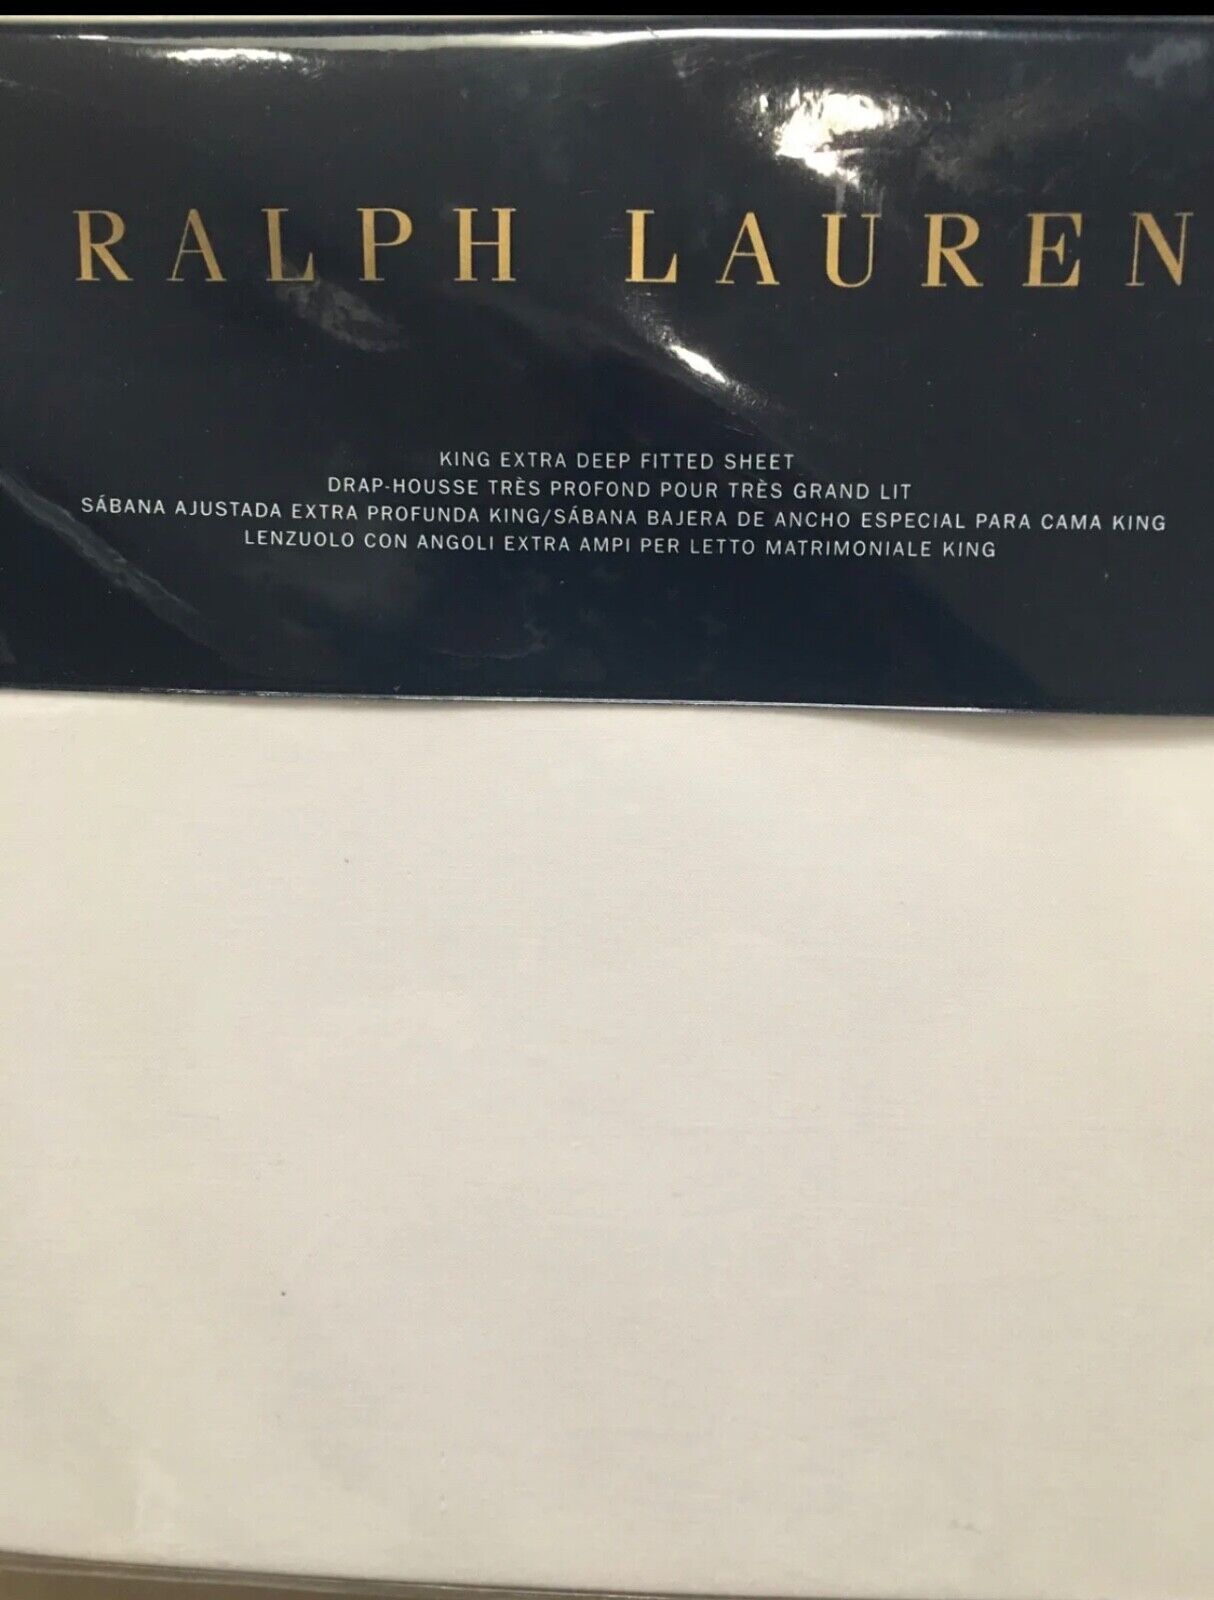 RALPH LAUREN
KING EXTRA DEEP FITTED SHEET
DRAP-HOUSSE TRÈS PROFOND POUR TRÈS GRAND LIT
SÁBANA AJUSTADA EXTRA PROFUNDA KING/SÁBANA BAJERA DE ANCHO ESPECIAL PARA CAMA KING
LENZUOLO CON ANGOLI EXTRA AMPI PER LETTO MATRIMONIALE KING